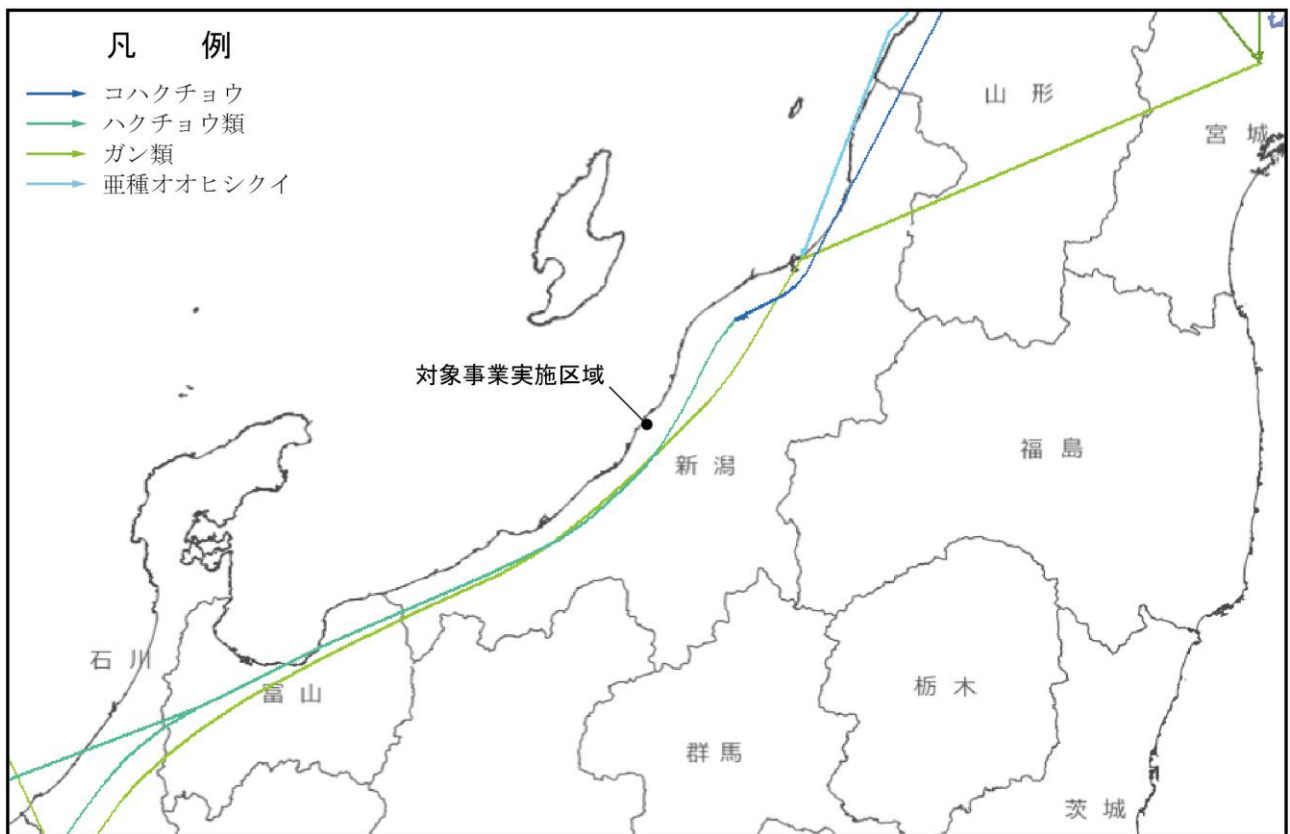 凡 例
コハクチョウ
ハクチョウ類
ガン類
亜種オオヒシクイ
山形
宮城
対象事業実施区域
新潟
福島
石川
富山
栃木
群馬
茨城